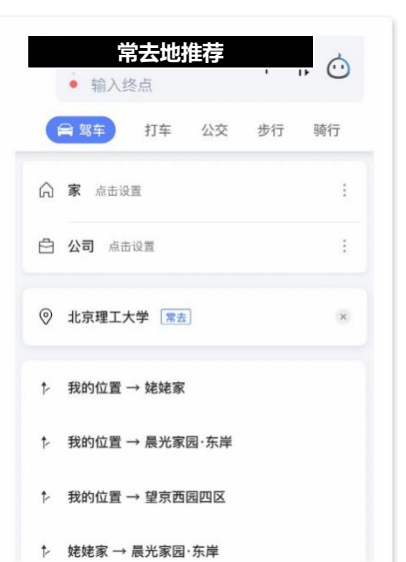 常去地推荐
输入终点
驾车 打车 公交 步行 骑行
家 点击设置
公司 点击设置
北京理工大学 常去
我的位置 → 姥姥家
我的位置 → 晨光家园·东岸
我的位置 → 望京西园四区
姥姥家 → 晨光家园·东岸